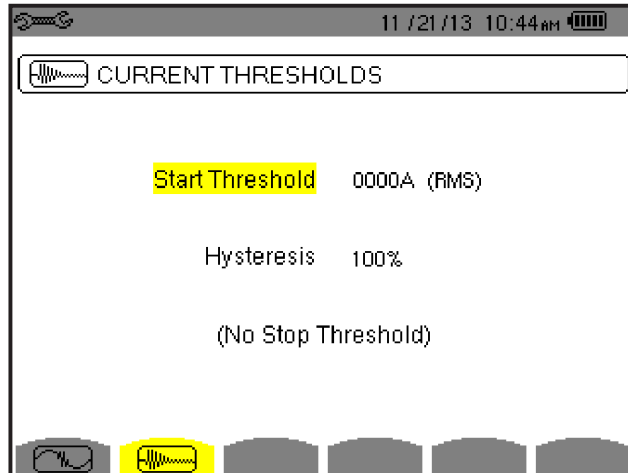 11/21/13 10:44AM
CURRENT THRESHOLDS
Start Threshold 0000A (RMS)
Hysteresis 100%
(No Stop Threshold)